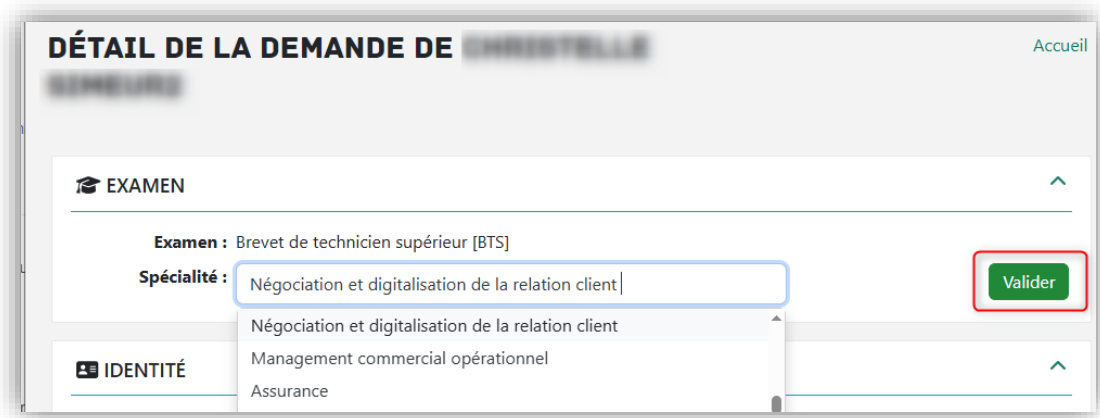 DÉTAIL DE LA DEMANDE DE
Accueil
EXAMEN
Examen : Brevet de technicien supérieur [BTS]
Spécialité : Négociation et digitalisation de la relation client
Valider
Négociation et digitalisation de la relation client
Management commercial opérationnel
Assurance
IDENTITÉ